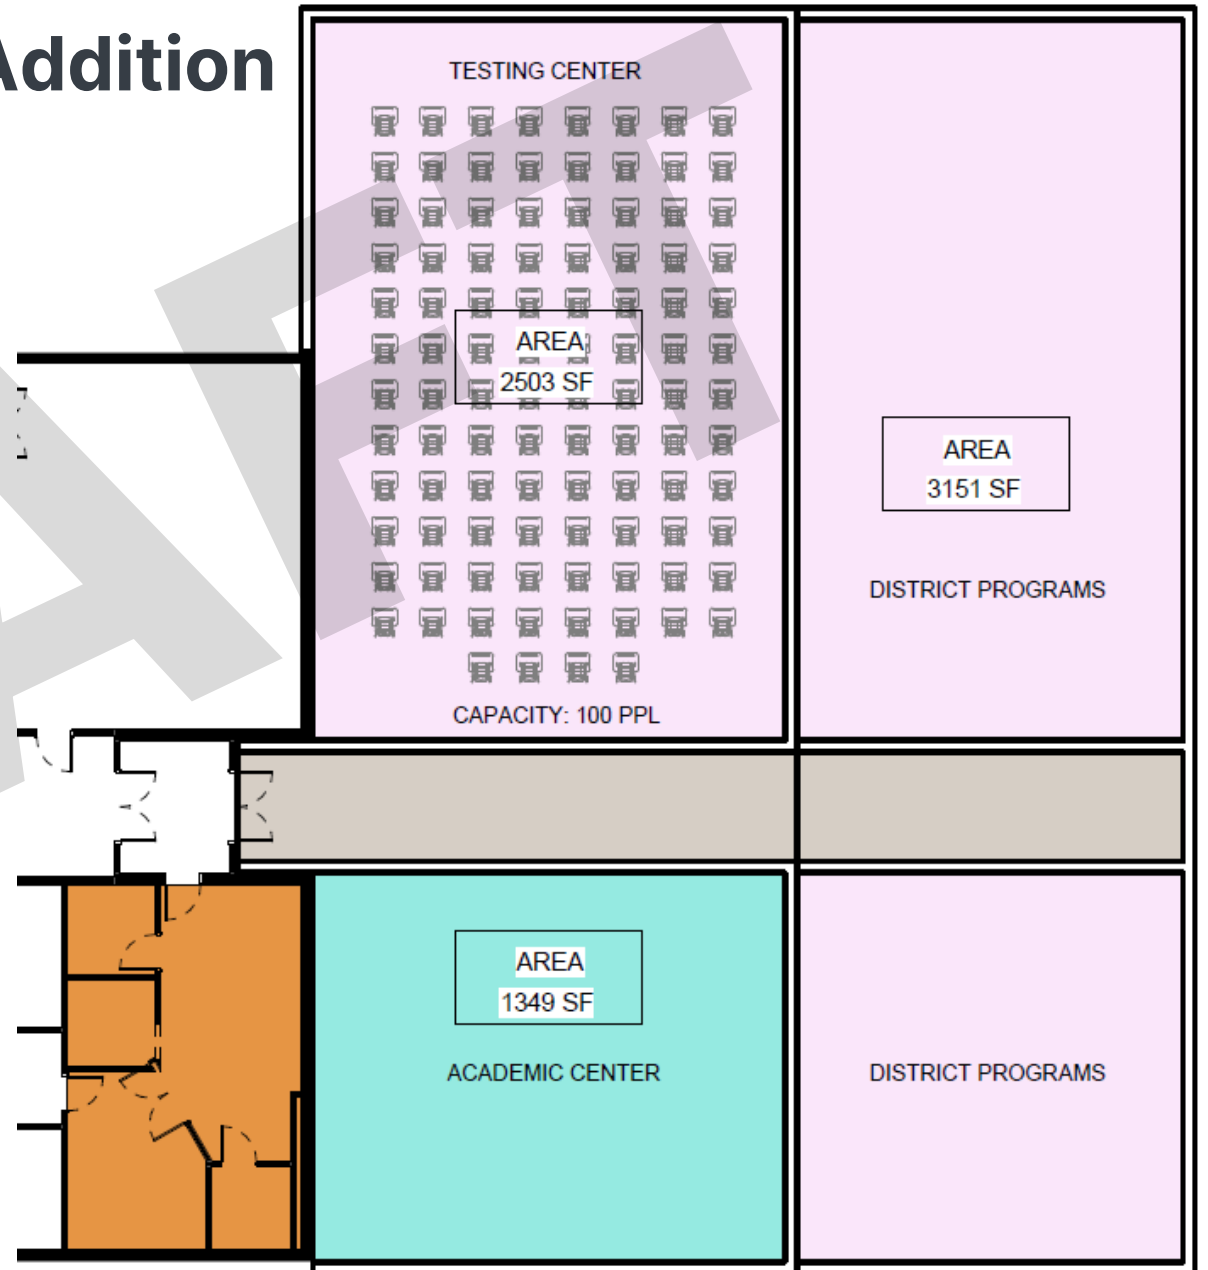 Addition
TESTING CENTER
AREA
2503 SF
CAPACITY: 100 PPL
AREA
3151 SF
DISTRICT PROGRAMS
AREA
1349 SF
ACADEMIC CENTER
DISTRICT PROGRAMS
AFT